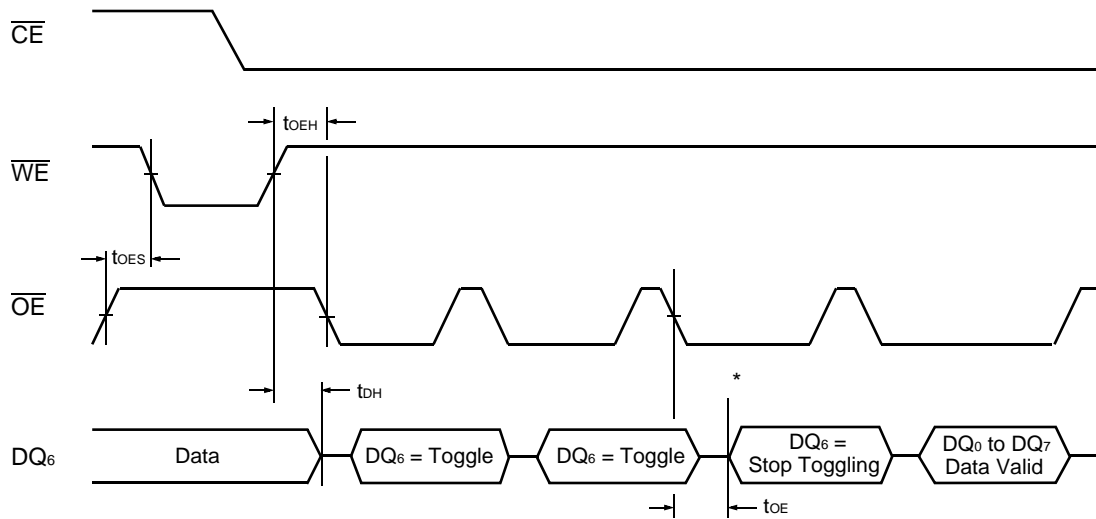 CE
tOEH
WE
tOES
OE
tDH
*
DQ6
Data
DQ6 = Toggle
DQ6 = Toggle
DQ6 =
Stop Toggling
DQ0 to DQ7
Data Valid
tOE